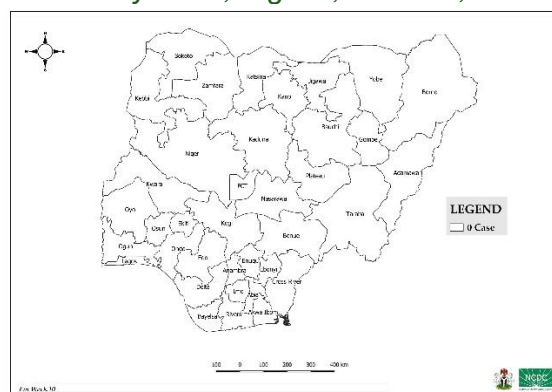 Sokoto
Katsina
Jigawa
Yobe
Borno
Zamfara
Kano
Kebbi
Bauchi
Gombe
Kaduna
Niger
Adamawa
Plateau
Kwara
FCT
Nasarawa
Taraba
Oyo
Kogi
Ekiti
Osun
Benue
Ogun
Ondo
Edo
Enugu
Lagos
Anambra
Ebonyi
Cross River
Delta
Imo
Abia
Bayelsa
Rivers
Akwa Ibom
LEGEND
0 Case
100 0 100 200 300 400 km
NCDC